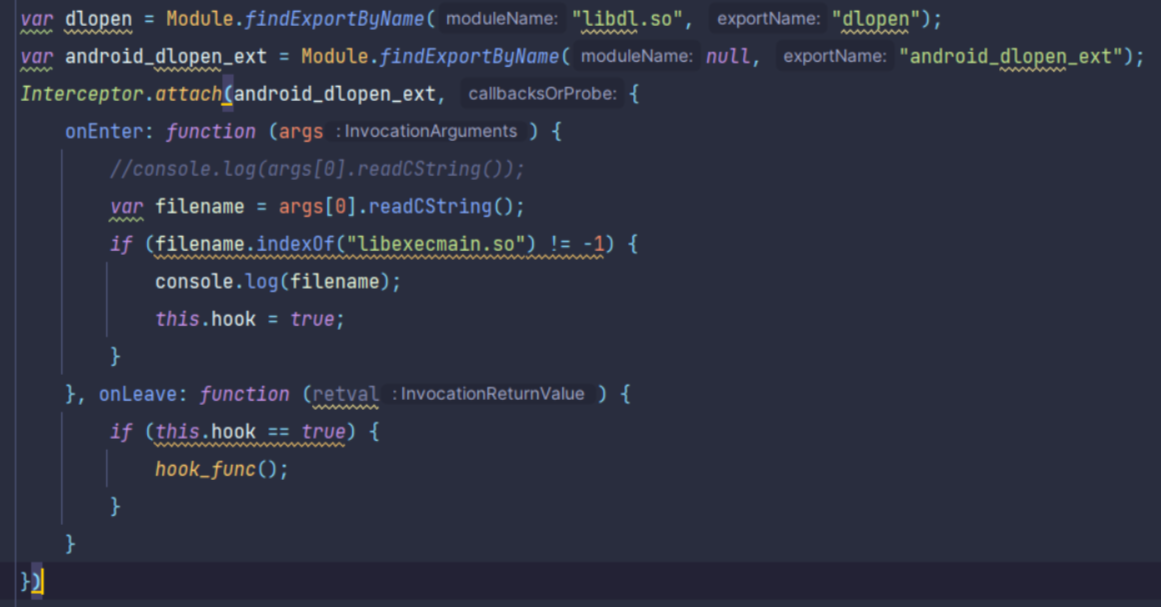 var dlopen = Module.findExportByName( moduleName: "libdl.so", exportName: "dlopen");
var android_dlopen_ext = Module.findExportByName( moduleName: null, exportName: "android_dlopen_ext");
Interceptor.attach(android_dlopen_ext, callbacksOrProbe: {
    onEnter: function (args : InvocationArguments ) {
        //console.log(args[0].readCString());
        var filename = args[0].readCString();
        if (filename.indexOf("libexecmain.so") != -1) {
            console.log(filename);
            this.hook = true;
        }
    }, onLeave: function (retval : InvocationReturnValue ) {
        if (this.hook == true) {
            hook_func();
        }
    }
})